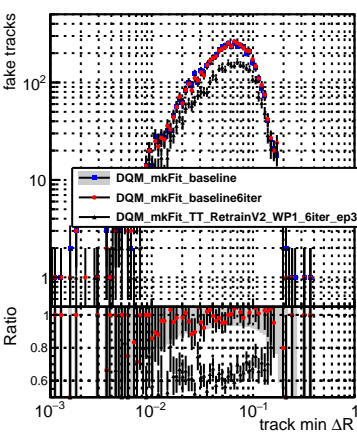 fake tracks
10²
10
1
DQM_mkFit_baseline
DQM_mkFit_baseline6iter
DQM_mkFit_TT_RetrainV2_WP1_6iter_ep3
Ratio
1
0.8
0.6
10⁻³ 10⁻² 10⁻¹ 1
track min ΔR